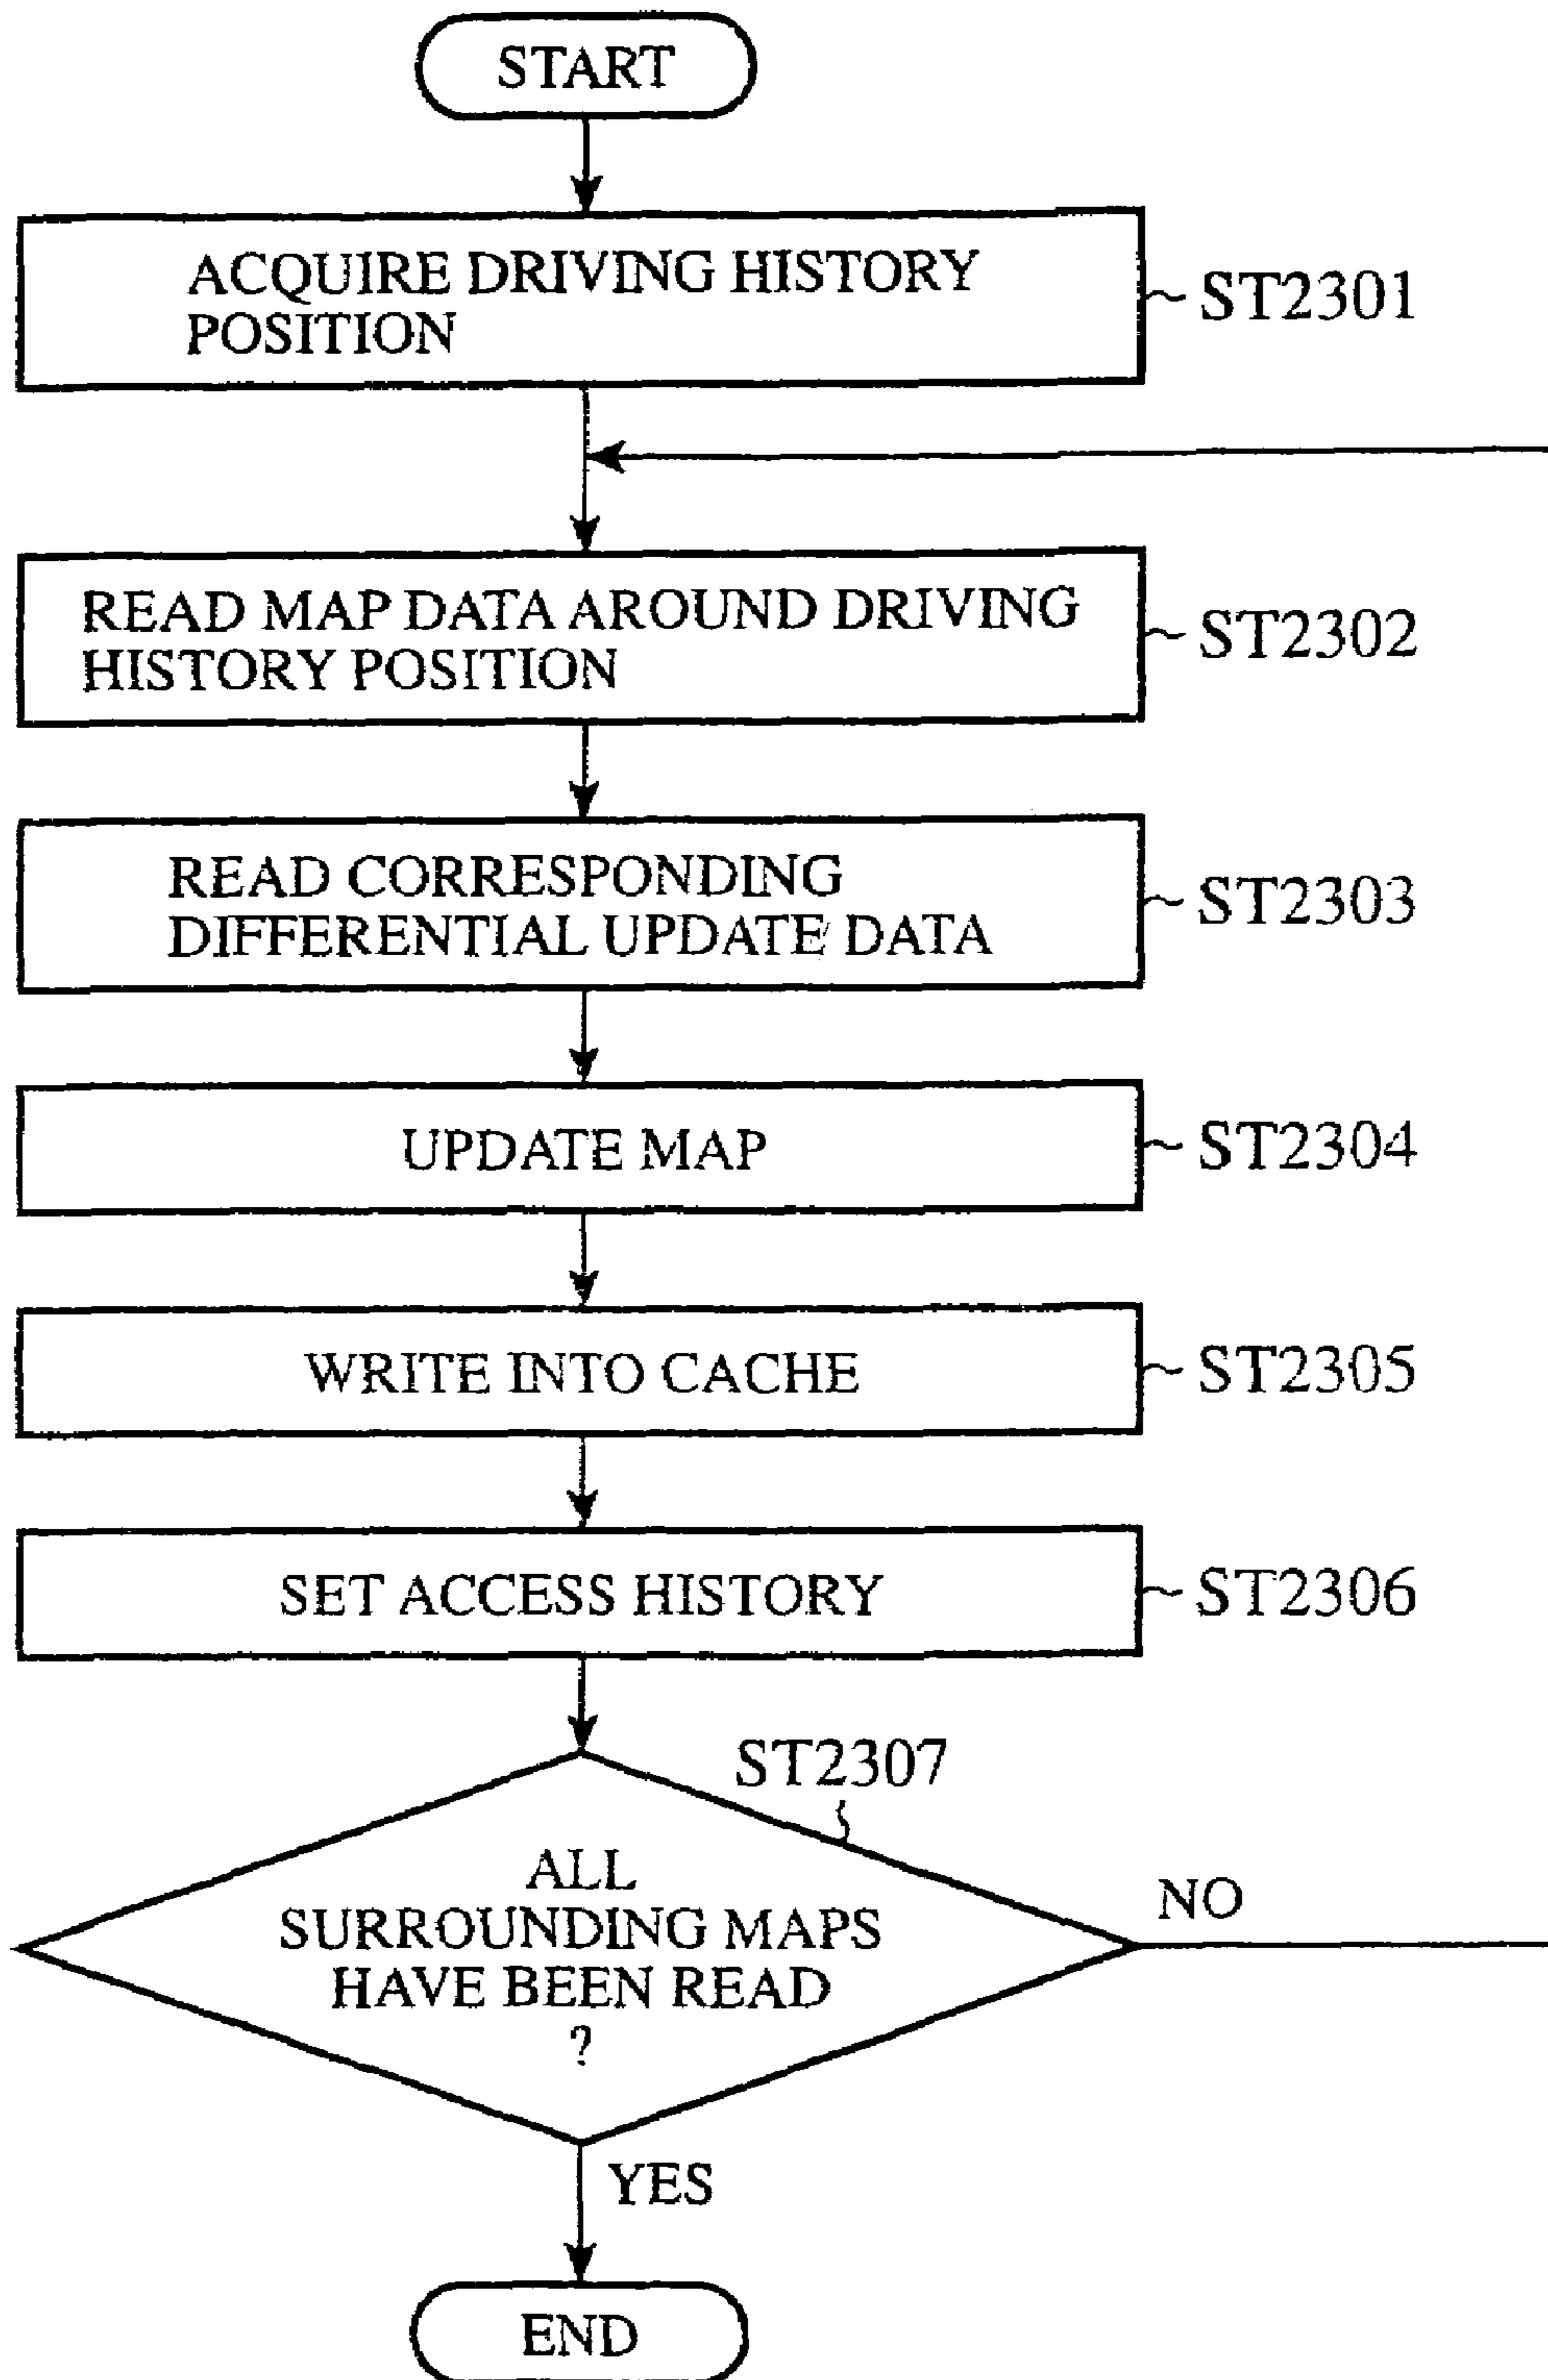 START
ACQUIRE DRIVING HISTORY
POSITION
ST2301
READ MAP DATA AROUND DRIVING
HISTORY POSITION
ST2302
READ CORRESPONDING
DIFFERENTIAL UPDATE DATA
ST2303
UPDATE MAP
ST2304
WRITE INTO CACHE
ST2305
SET ACCESS HISTORY
ST2306
ST2307
ALL
SURROUNDING MAPS
HAVE BEEN READ
?
NO
YES
END